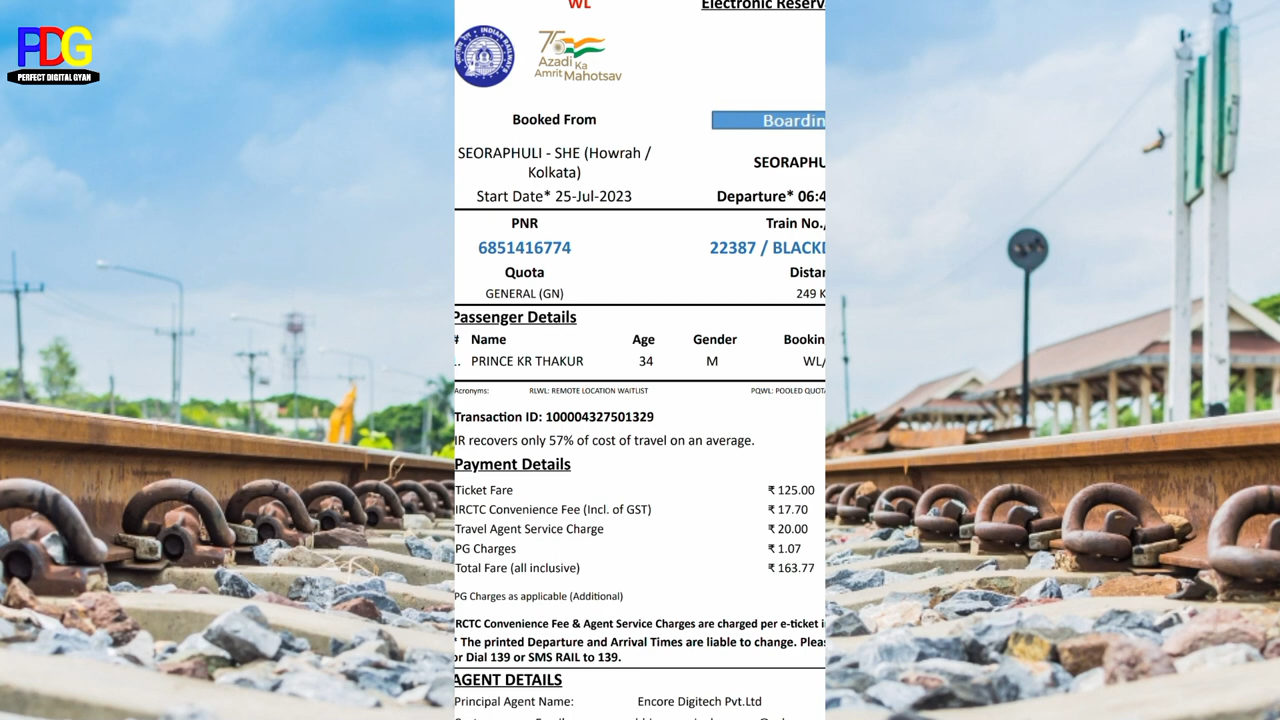 PDG
PERFECT DIGITAL GYAN
WL Electronic Reserv
INDIAN RAILWAYS
75
Azadi Ka
Amrit Mahotsav
Booked From Boardin
SEORAPHULI - SHE (Howrah /
Kolkata)
SEORAPHU
Start Date* 25-Jul-2023 Departure* 06:4
PNR Train No.
6851416774 22387 / BLACKD
Quota Distan
GENERAL (GN) 249 K
Passenger Details
# Name Age Gender Bookin
PRINCE KR THAKUR 34 M WL/
Acronyms: RLWL: REMOTE LOCATION WAITLIST PQWL: POOLED QUOTA
Transaction ID: 100004327501329
IR recovers only 57% of cost of travel on an average.
Payment Details
Ticket Fare ₹ 125.00
IRCTC Convenience Fee (Incl. of GST) ₹ 17.70
Travel Agent Service Charge ₹ 20.00
PG Charges ₹ 1.07
Total Fare (all inclusive) ₹ 163.77
PG Charges as applicable (Additional)
RCTC Convenience Fee & Agent Service Charges are charged per e-ticket i
* The printed Departure and Arrival Times are liable to change. Pleas
or Dial 139 or SMS RAIL to 139.
AGENT DETAILS
Principal Agent Name: Encore Digitech Pvt.Ltd